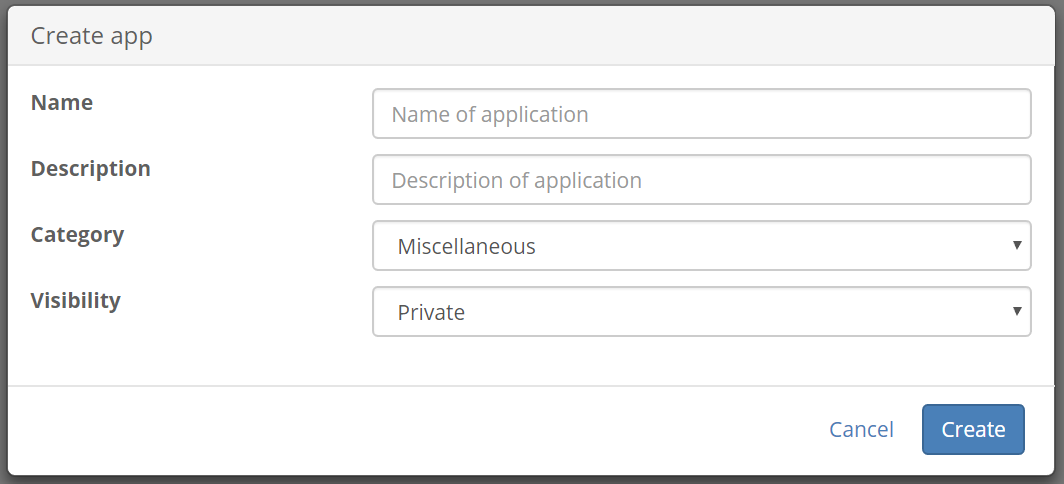 Create app
Name
Name of application
Description
Description of application
Category
Miscellaneous
Visibility
Private
Cancel
Create